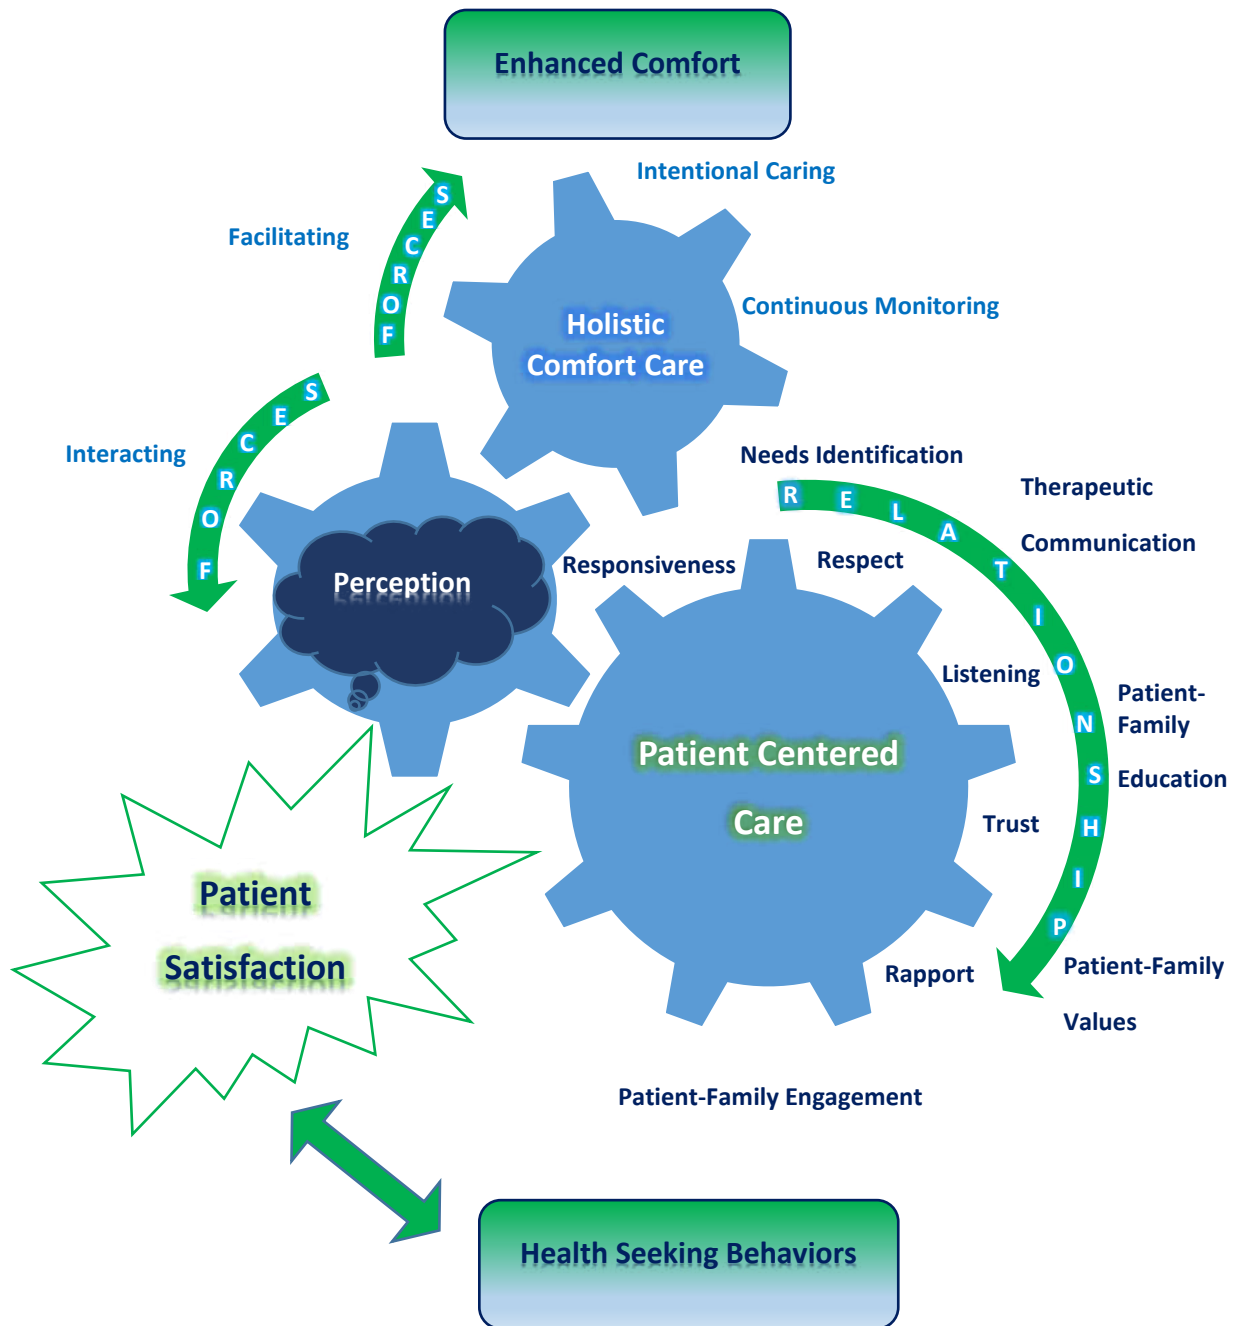 Enhanced Comfort
Intentional Caring
Facilitating
FORCES
Continuous Monitoring
Holistic
Comfort Care
Interacting
FORCES
Needs Identification
RELATIONSHIP
Therapeutic
Communication
Responsiveness
Respect
Perception
Listening
Patient-
Family
Education
Patient Centered
Care
Trust
Patient
Satisfaction
Rapport
Patient-Family
Values
Patient-Family Engagement
Health Seeking Behaviors